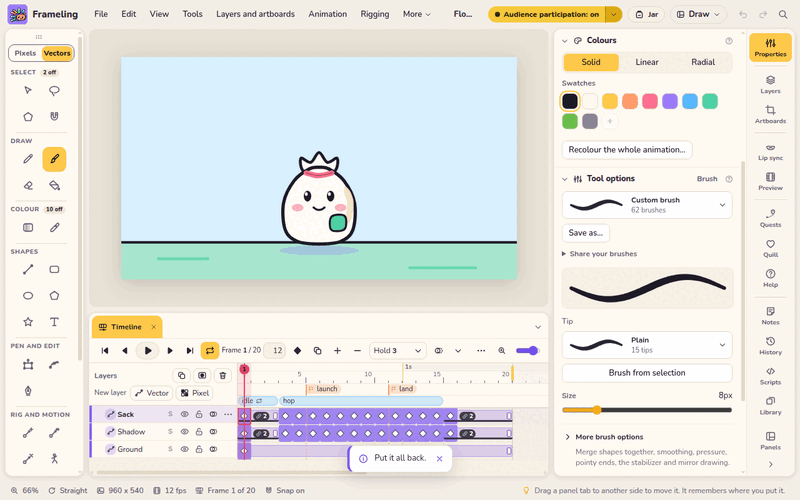 Frameling File Edit View Tools Layers and artboards Animation Rigging More Flo... Audience participation: on Jar Draw
Pixels Vectors
SELECT 2 off
DRAW
COLOUR 10 off
SHAPES
PEN AND EDIT
RIG AND MOTION
Timeline
Frame 1 / 20 12 Hold 3
Layers
New layer Vector Pixel
1 5 10 1s 15 20
launch land
idle hop
Sack S 2 2
Shadow S 2 2
Ground S
Put it all back.
Colours
Solid Linear Radial
Swatches
Recolour the whole animation...
Tool options Brush
Custom brush
62 brushes
Save as...
Share your brushes
Tip
Plain
15 tips
Brush from selection
Size 8px
More brush options
Merge shapes together, smoothing, pressure,
pointy ends, the stabilizer and mirror drawing.
Properties
Layers
Artboards
Lip sync
Preview
Quests
Quill
Help
Notes
History
Scripts
Library
Panels
66% Straight 960 x 540 12 fps Frame 1 of 20 Snap on Drag a panel tab to another side to move it. It remembers where you put it.